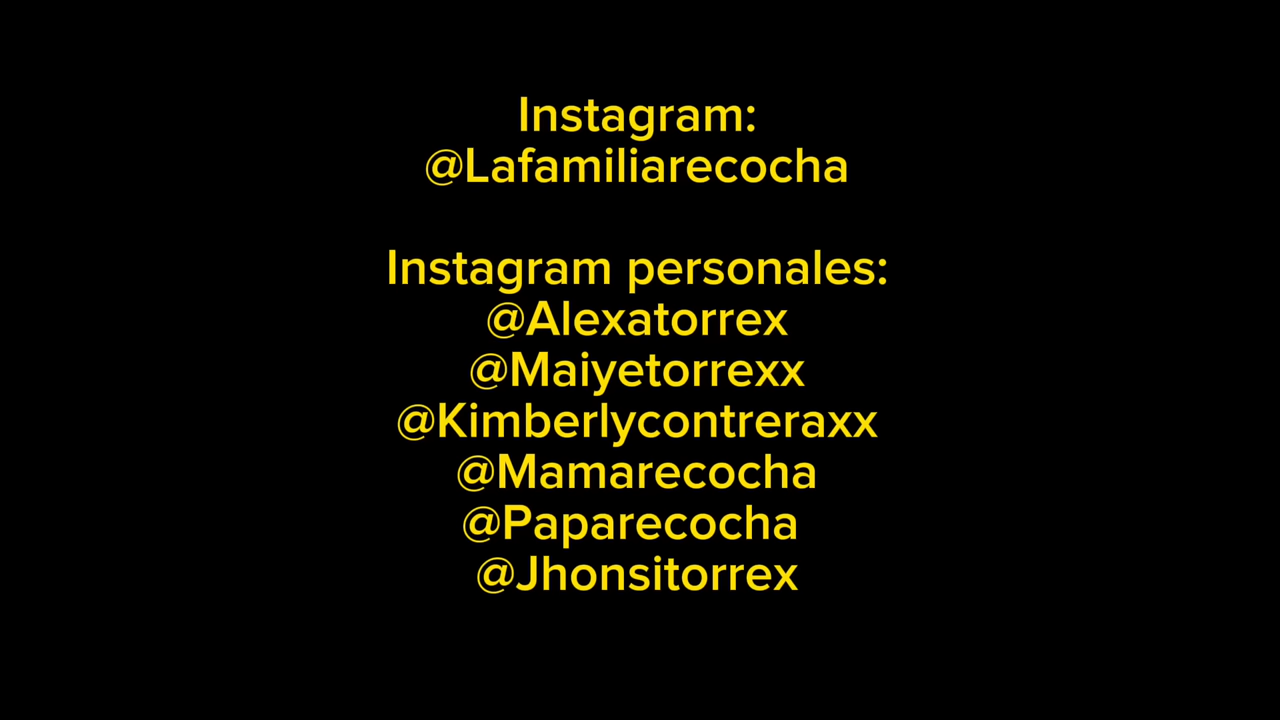 Instagram:
@Lafamiliarecocha
Instagram personales:
@Alexatorrex
@Maiyetorrexx
@Kimberlycontreraxx
@Mamarecocha
@Paparecocha
@Jhonsitorrex